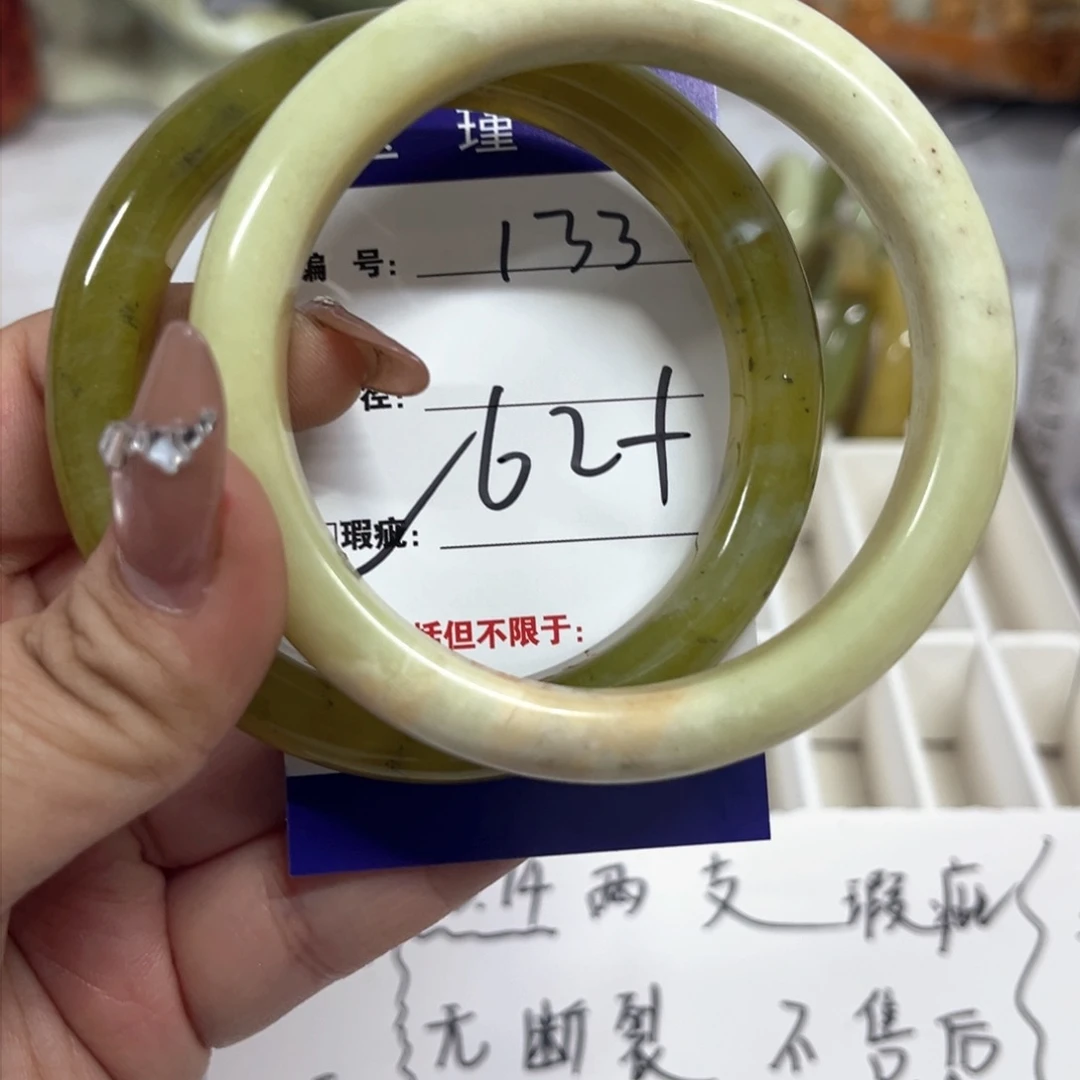 瑾
编 号: 133
径: 62+
瑕疵:
括但不限于:
.14 两支瑕疵
无断裂 不售后